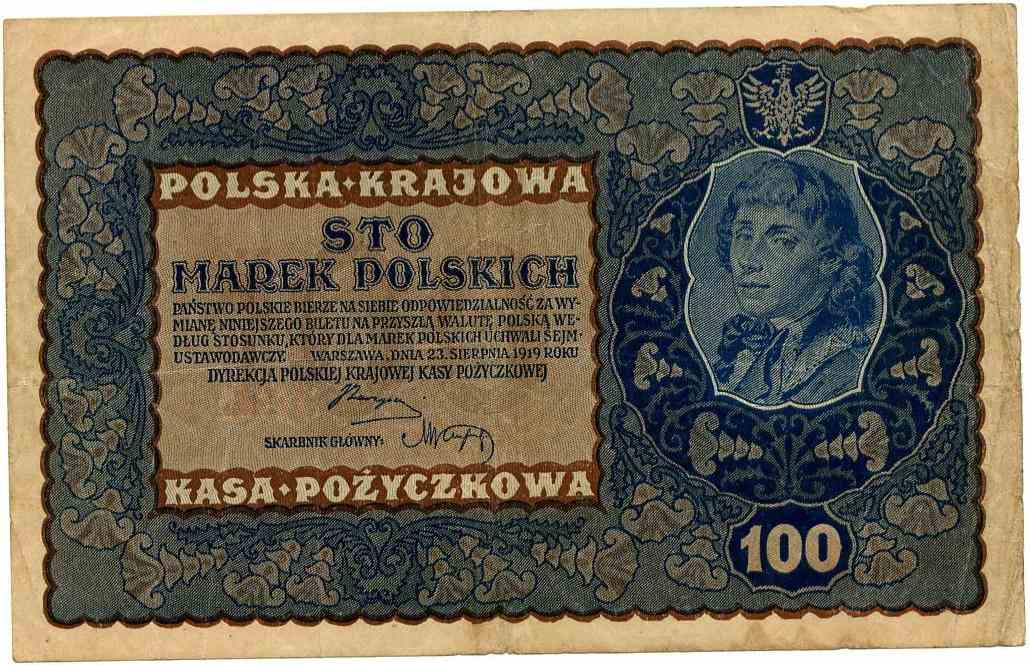 POLSKA✦KRAJOWA
STO
MAREK POLSKICH
PAŃSTWO POLSKIE BIERZE NA SIEBIE ODPOWIEDZIALNOŚĆ ZA WY-
MIANĘ NINIEJSZEGO BILETU NA PRZYSZŁĄ WALUTĘ POLSKĄ WE-
DŁUG STOSUNKU, KTÓRY DLA MAREK POLSKICH UCHWALI SEJM
USTAWODAWCZY. WARSZAWA, DNIA 23. SIERPNIA 1919 ROKU
DYREKCJA POLSKIEJ KRAJOWEJ KASY POŻYCZKOWEJ
SKARBNIK GŁÓWNY:
KASA✦POŻYCZKOWA
100